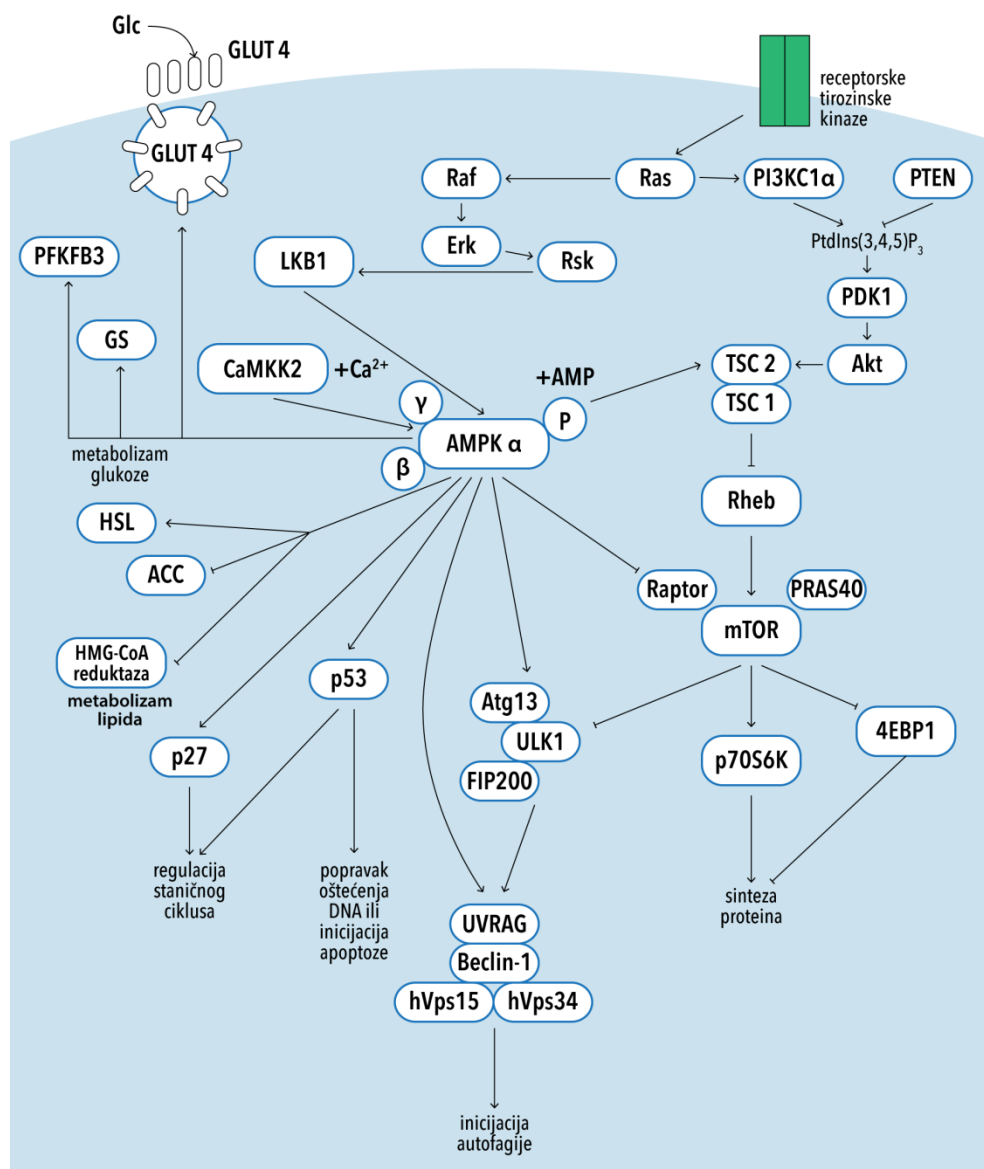 Glc
GLUT 4
GLUT 4
receptorske
tirozinske
kinaze
Raf
Ras
PI3KC1α
PTEN
PtdIns(3,4,5)P₃
PFKFB3
LKB1
Erk
Rsk
PDK1
GS
CaMKK2
+Ca²⁺
+AMP
TSC 2
Akt
TSC 1
γ
P
AMPK α
β
metabolizam
glukoze
HSL
ACC
Rheb
Raptor
PRAS40
mTOR
HMG-CoA
reduktaza
metabolizam
lipida
p53
Atg13
ULK1
FIP200
p27
p70S6K
4EBP1
regulacija
staničnog
ciklusa
popravak
oštećenja
DNA ili
inicijacija
apoptoze
sinteza
proteina
UVRAG
Beclin-1
hVps15
hVps34
inicijacija
autofagije